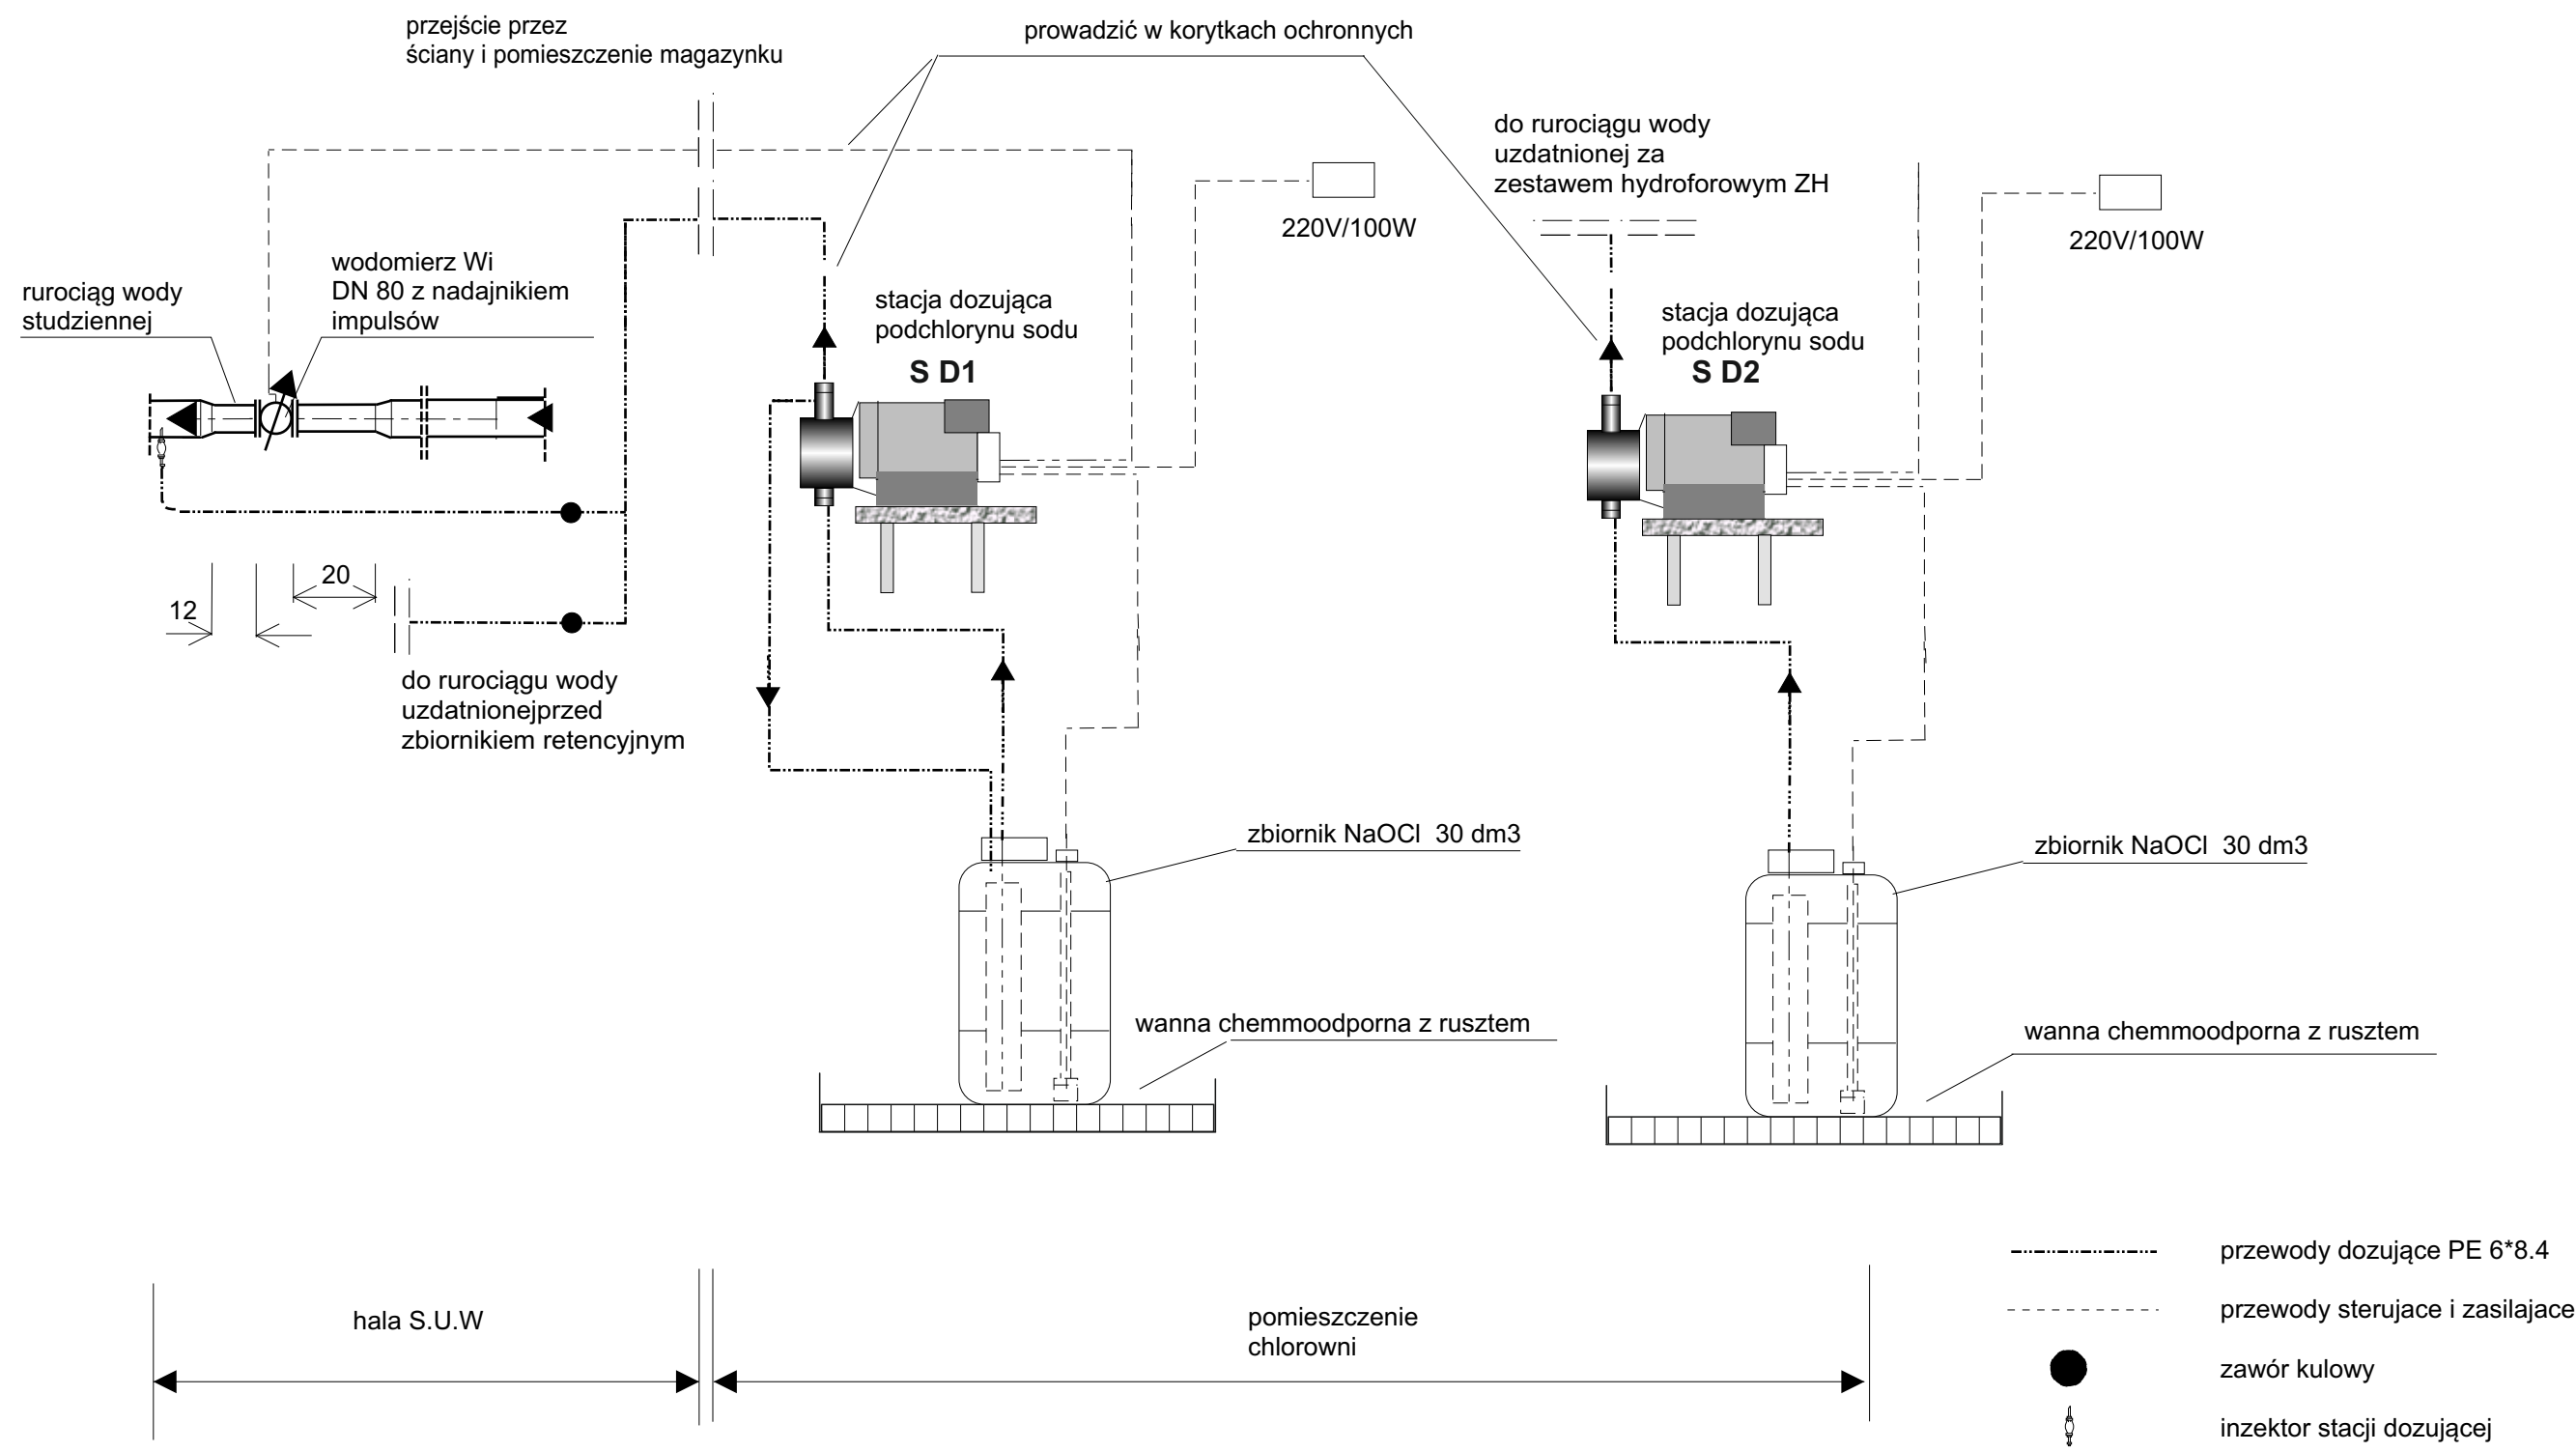 przejście przez
ściany i pomieszczenie magazynku
prowadzić w korytkach ochronnych
do rurociągu wody
uzdatnionej za
zestawem hydroforowym ZH
220V/100W
220V/100W
rurociąg wody
studziennej
wodomierz Wi
DN 80 z nadajnikiem
impulsów
stacja dozująca
podchlorynu sodu
S D1
stacja dozująca
podchlorynu sodu
S D2
20
12
do rurociągu wody
uzdatnionejprzed
zbiornikiem retencyjnym
zbiornik NaOCl 30 dm3
zbiornik NaOCl 30 dm3
wanna chemmoodporna z rusztem
wanna chemmoodporna z rusztem
hala S.U.W
pomieszczenie
chlorowni
przewody dozujące PE 6*8.4
przewody sterujace i zasilajace
zawór kulowy
inzektor stacji dozującej